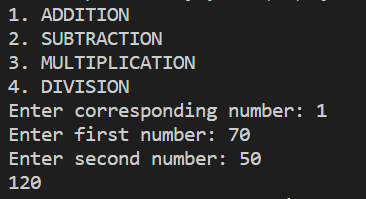 1. ADDITION
2. SUBTRACTION
3. MULTIPLICATION
4. DIVISION
Enter corresponding number: 1
Enter first number: 70
Enter second number: 50
120